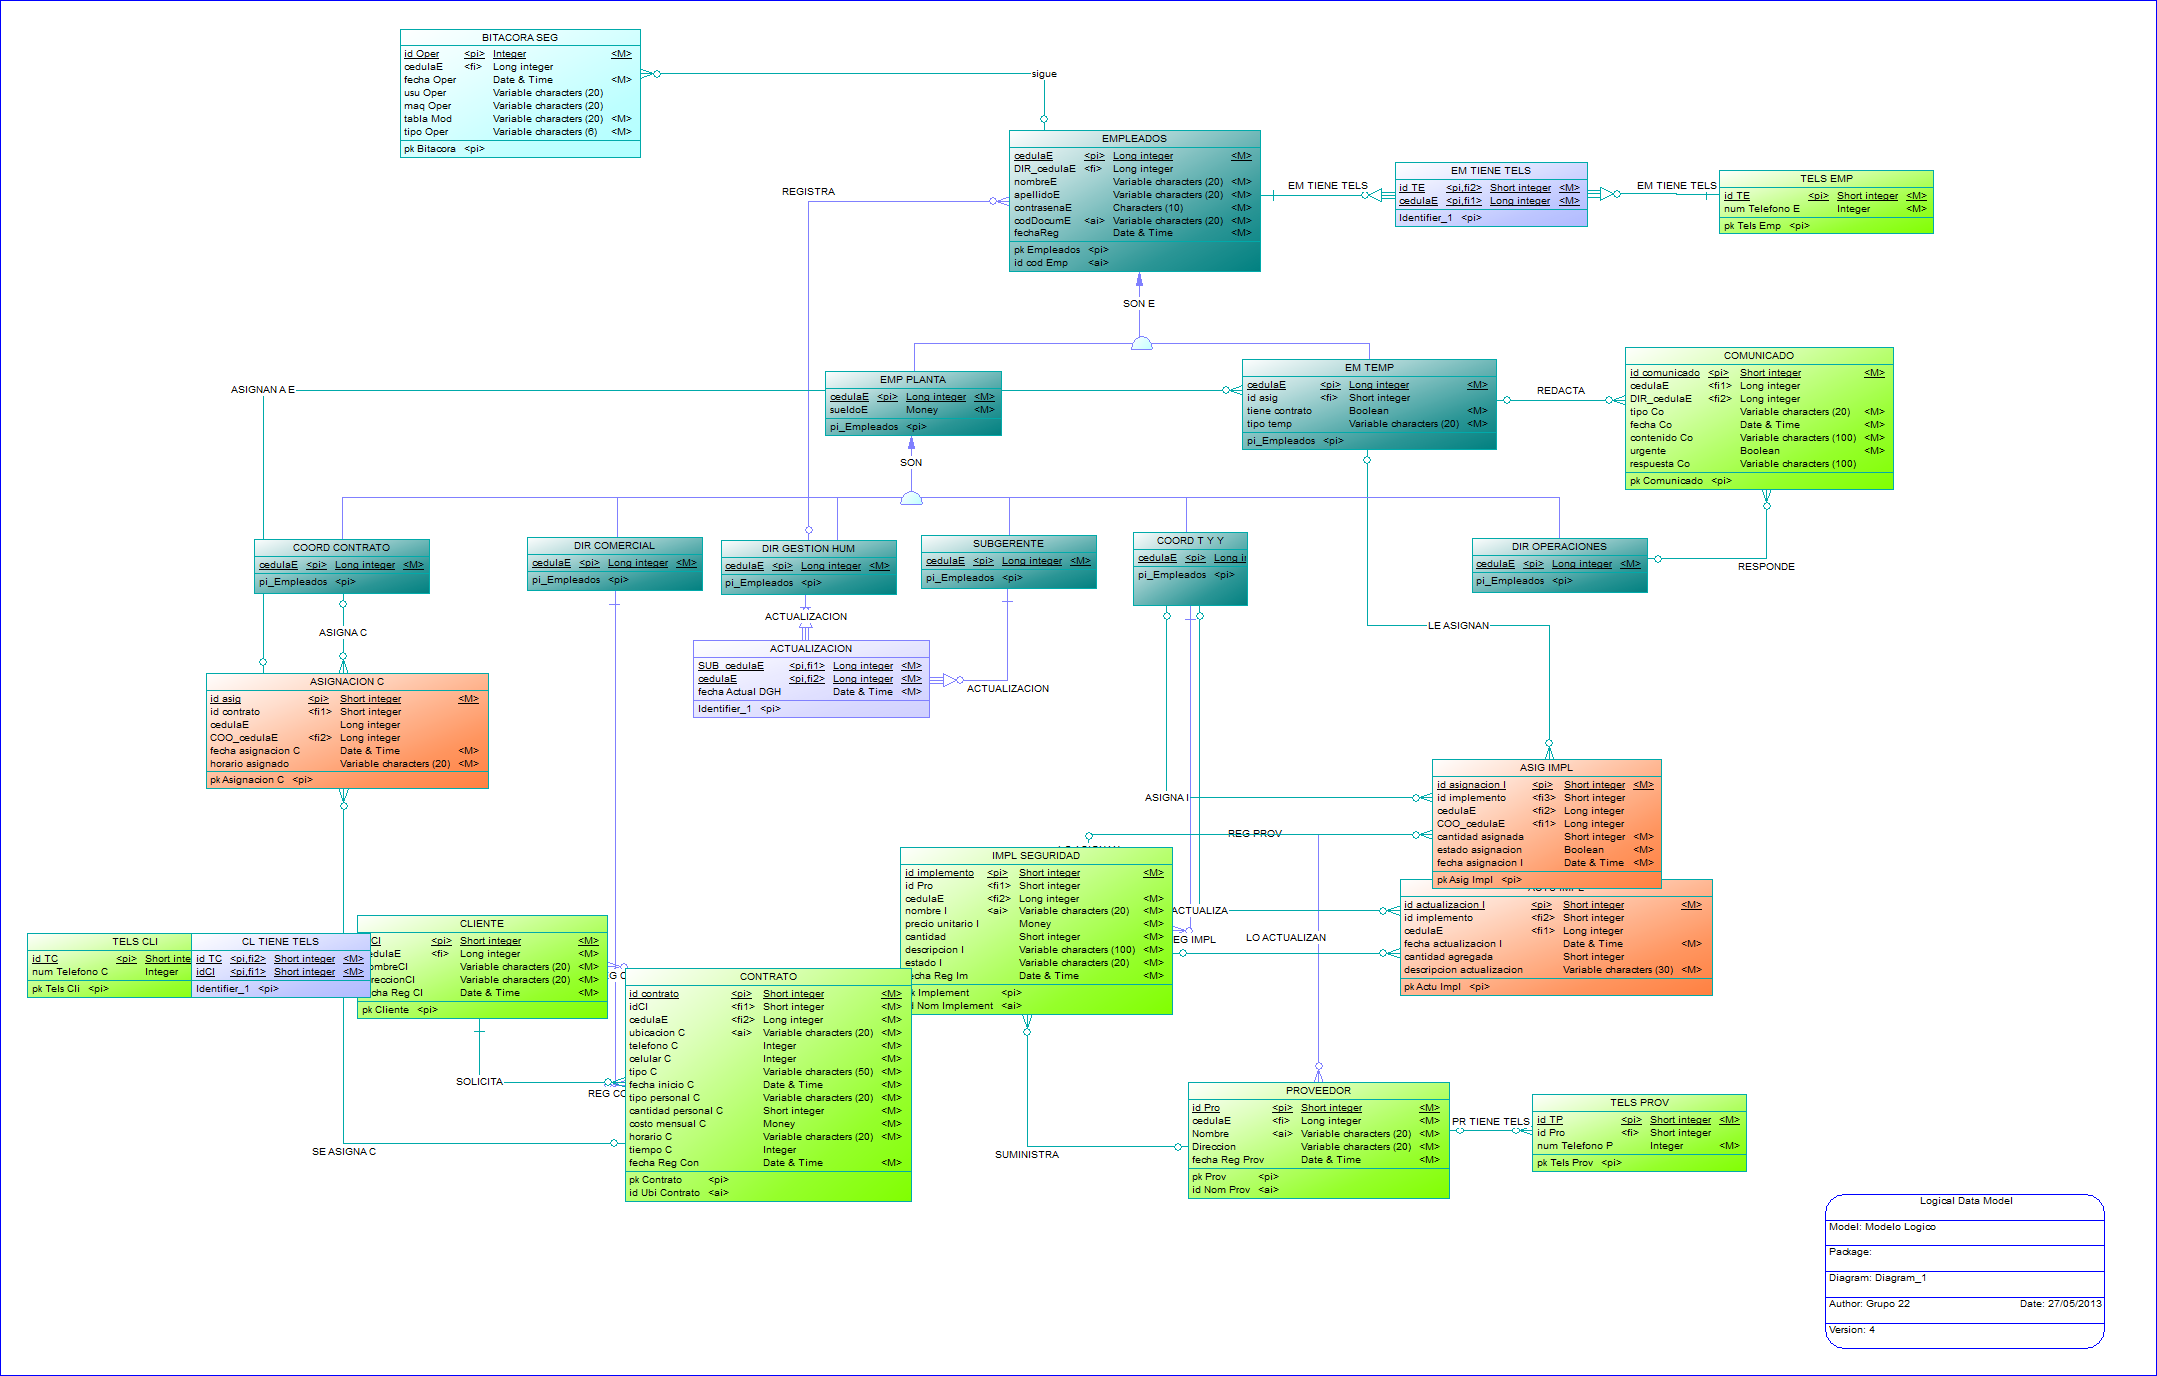 BITACORA SEG
id Oper <pi> Integer <M>
cedulaE <fi> Long integer
fecha Oper Date & Time <M>
usu Oper Variable characters (20)
maq Oper Variable characters (20)
tabla Mod Variable characters (20) <M>
tipo Oper Variable characters (6) <M>
pk Bitacora <pi>
sigue
EMPLEADOS
cedulaE <pi> Long integer <M>
DIR_cedulaE <fi> Long integer
nombreE Variable characters (20) <M>
apellidoE Variable characters (20) <M>
contrasenaE Characters (10) <M>
codDocumE <ai> Variable characters (20) <M>
fechaReg Date & Time <M>
pk Empleados <pi>
id cod Emp <ai>
EM TIENE TELS
EM TIENE TELS
id TE <pi,fi2> Short integer <M>
cedulaE <pi,fi1> Long integer <M>
Identifier_1 <pi>
EM TIENE TELS
TELS EMP
id TE <pi> Short integer <M>
num Telefono E Integer <M>
pk Tels Emp <pi>
REGISTRA
SON E
ASIGNAN A E
EMP PLANTA
cedulaE <pi> Long integer <M>
sueldoE Money <M>
pi_Empleados <pi>
EM TEMP
cedulaE <pi> Long integer <M>
id asig <fi> Short integer
tiene contrato Boolean <M>
tipo temp Variable characters (20) <M>
pi_Empleados <pi>
REDACTA
COMUNICADO
id comunicado <pi> Short integer <M>
cedulaE <fi1> Long integer
DIR_cedulaE <fi2> Long integer
tipo Co Variable characters (20) <M>
fecha Co Date & Time <M>
contenido Co Variable characters (100) <M>
urgente Boolean <M>
respuesta Co Variable characters (100)
pk Comunicado <pi>
SON
COORD CONTRATO
cedulaE <pi> Long integer <M>
pi_Empleados <pi>
DIR COMERCIAL
cedulaE <pi> Long integer <M>
pi_Empleados <pi>
DIR GESTION HUM
cedulaE <pi> Long integer <M>
pi_Empleados <pi>
SUBGERENTE
cedulaE <pi> Long integer <M>
pi_Empleados <pi>
COORD T Y Y
cedulaE <pi> Long i
pi_Empleados <pi>
DIR OPERACIONES
cedulaE <pi> Long integer <M>
pi_Empleados <pi>
RESPONDE
ASIGNA C
ACTUALIZACION
LE ASIGNAN
ACTUALIZACION
SUB_cedulaE <pi,fi1> Long integer <M>
cedulaE <pi,fi2> Long integer <M>
fecha Actual DGH Date & Time <M>
Identifier_1 <pi>
ACTUALIZACION
ASIGNACION C
id asig <pi> Short integer <M>
id contrato <fi1> Short integer
cedulaE Long integer
COO_cedulaE <fi2> Long integer
fecha asignacion C Date & Time <M>
horario asignado Variable characters (20) <M>
pk Asignacion C <pi>
ASIGNA I
REG PROV
ASIG IMPL
id asignacion I <pi> Short integer <M>
id implemento <fi3> Short integer
cedulaE <fi2> Long integer
COO_cedulaE <fi1> Long integer
cantidad asignada Short integer <M>
estado asignacion Boolean <M>
fecha asignacion I Date & Time <M>
pk Asig Impl <pi>
IMPL SEGURIDAD
id implemento <pi> Short integer <M>
id Pro <fi1> Short integer
cedulaE <fi2> Long integer <M>
nombre I <ai> Variable characters (20) <M>
precio unitario I Money <M>
cantidad Short integer <M>
descripcion I Variable characters (100) <M>
estado I Variable characters (20) <M>
echa Reg Im Date & Time <M>
k Implement <pi>
d Nom Implement <ai>
ACTUALIZA
EG IMPL
LO ACTUALIZAN
id actualizacion I <pi> Short integer <M>
id implemento <fi2> Short integer
cedulaE <fi1> Long integer
fecha actualizacion I Date & Time <M>
cantidad agregada Short integer
descripcion actualizacion Variable characters (30) <M>
pk Actu Impl <pi>
TELS CLI
id TC <pi> Short inte
num Telefono C Integer
pk Tels Cli <pi>
CL TIENE TELS
id TC <pi,fi2> Short integer <M>
idCl <pi,fi1> Short integer <M>
Identifier_1 <pi>
CLIENTE
Cl <pi> Short integer <M>
edulaE <fi> Long integer <M>
ombreCl Variable characters (20) <M>
reccionCl Variable characters (20) <M>
cha Reg Cl Date & Time <M>
pk Cliente <pi>
SOLICITA
REG CO
SE ASIGNA C
CONTRATO
id contrato <pi> Short integer <M>
idCl <fi1> Short integer <M>
cedulaE <fi2> Long integer <M>
ubicacion C <ai> Variable characters (20) <M>
telefono C Integer <M>
celular C Integer <M>
tipo C Variable characters (50) <M>
fecha inicio C Date & Time <M>
tipo personal C Variable characters (20) <M>
cantidad personal C Short integer <M>
costo mensual C Money <M>
horario C Variable characters (20) <M>
tiempo C Integer
fecha Reg Con Date & Time <M>
pk Contrato <pi>
id Ubi Contrato <ai>
SUMINISTRA
PROVEEDOR
id Pro <pi> Short integer <M>
cedulaE <fi> Long integer <M>
Nombre <ai> Variable characters (20) <M>
Direccion Variable characters (20) <M>
fecha Reg Prov Date & Time <M>
pk Prov <pi>
id Nom Prov <ai>
PR TIENE TELS
TELS PROV
id TP <pi> Short integer <M>
id Pro <fi> Short integer
num Telefono P Integer <M>
pk Tels Prov <pi>
Logical Data Model
Model: Modelo Logico
Package:
Diagram: Diagram_1
Author: Grupo 22 Date: 27/05/2013
Version: 4